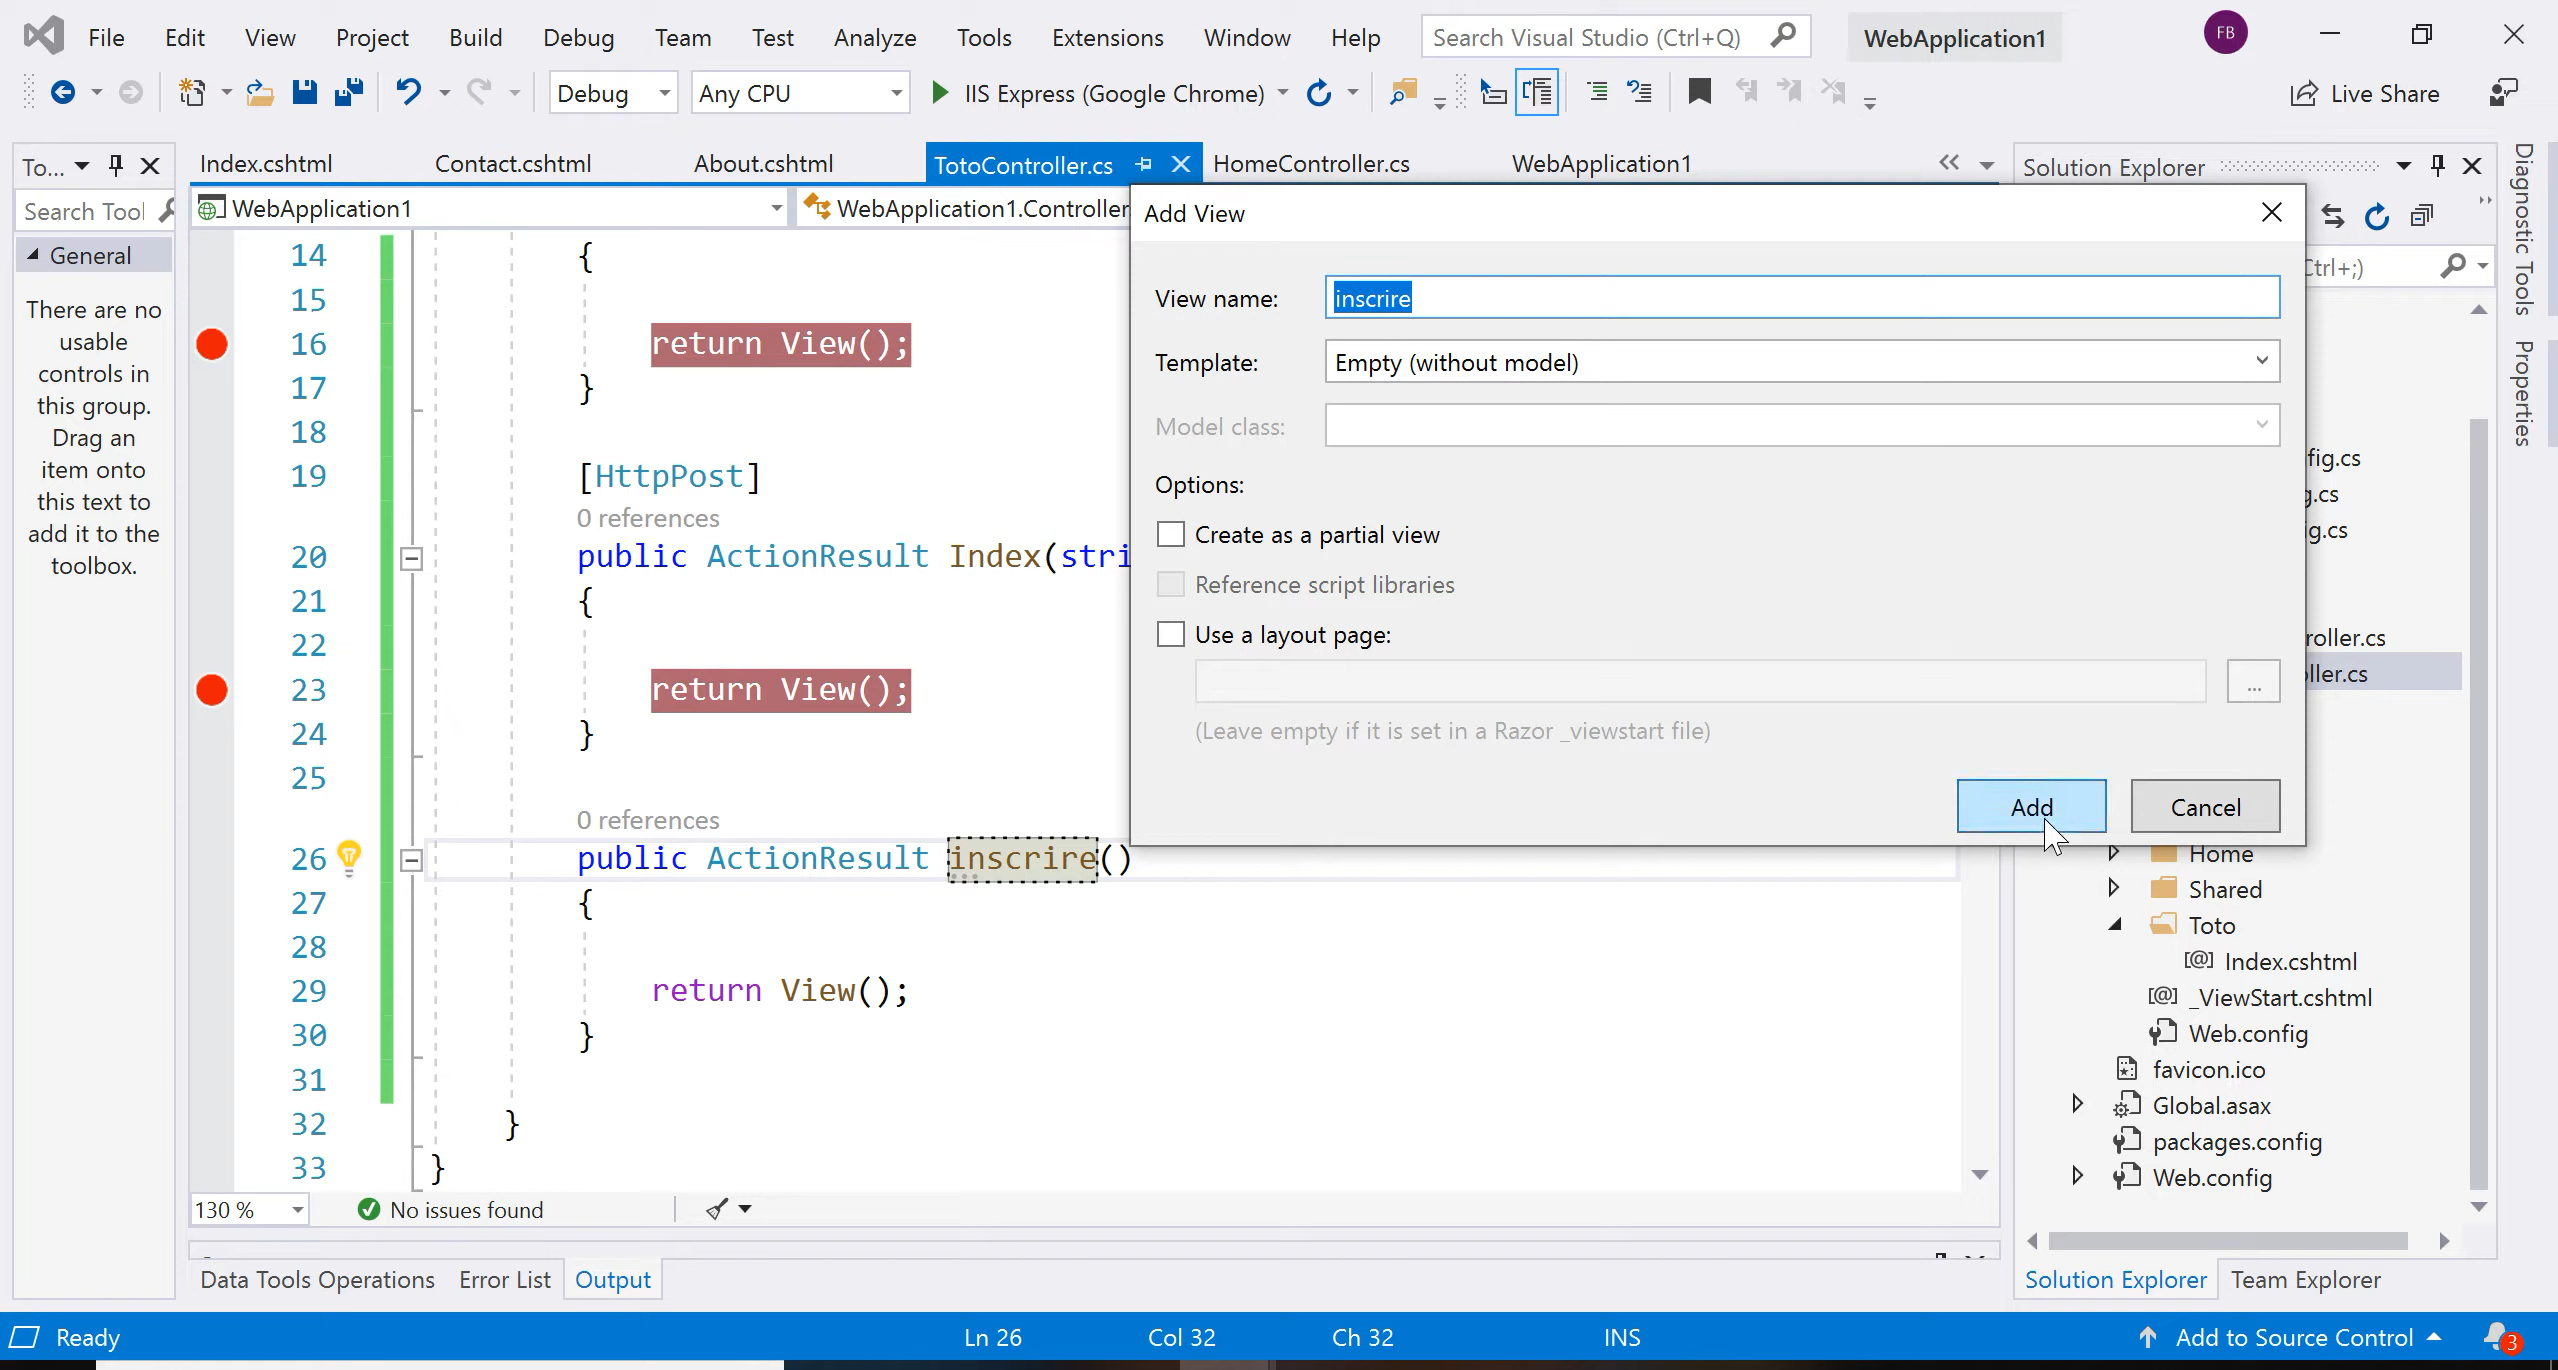 File Edit View Project Build Debug Team Test Analyze Tools Extensions Window Help Search Visual Studio (Ctrl+Q) WebApplication1 FB
Debug Any CPU IIS Express (Google Chrome) Live Share
To... Index.cshtml Contact.cshtml About.cshtml TotoController.cs HomeController.cs WebApplication1 Solution Explorer
Search Tool WebApplication1 WebApplication1.Controller
General
There are no
usable
controls in
this group.
Drag an
item onto
this text to
add it to the
toolbox.
14 {
15
16 return View();
17 }
18
19 [HttpPost]
0 references
20 public ActionResult Index(stri
21 {
22
23 return View();
24 }
25
0 references
26 public ActionResult inscrire()
27 {
28
29 return View();
30 }
31
32 }
33 }
130 % No issues found
Add View
View name: inscrire
Template: Empty (without model)
Model class:
Options:
Create as a partial view
Reference script libraries
Use a layout page:
...
(Leave empty if it is set in a Razor _viewstart file)
Add Cancel
Ctrl+;)
fig.cs
g.cs
ig.cs
roller.cs
ller.cs
Home
Shared
Toto
[@] Index.cshtml
[@] _ViewStart.cshtml
Web.config
favicon.ico
Global.asax
packages.config
Web.config
Diagnostic Tools
Properties
Data Tools Operations Error List Output Solution Explorer Team Explorer
Ready Ln 26 Col 32 Ch 32 INS Add to Source Control 3